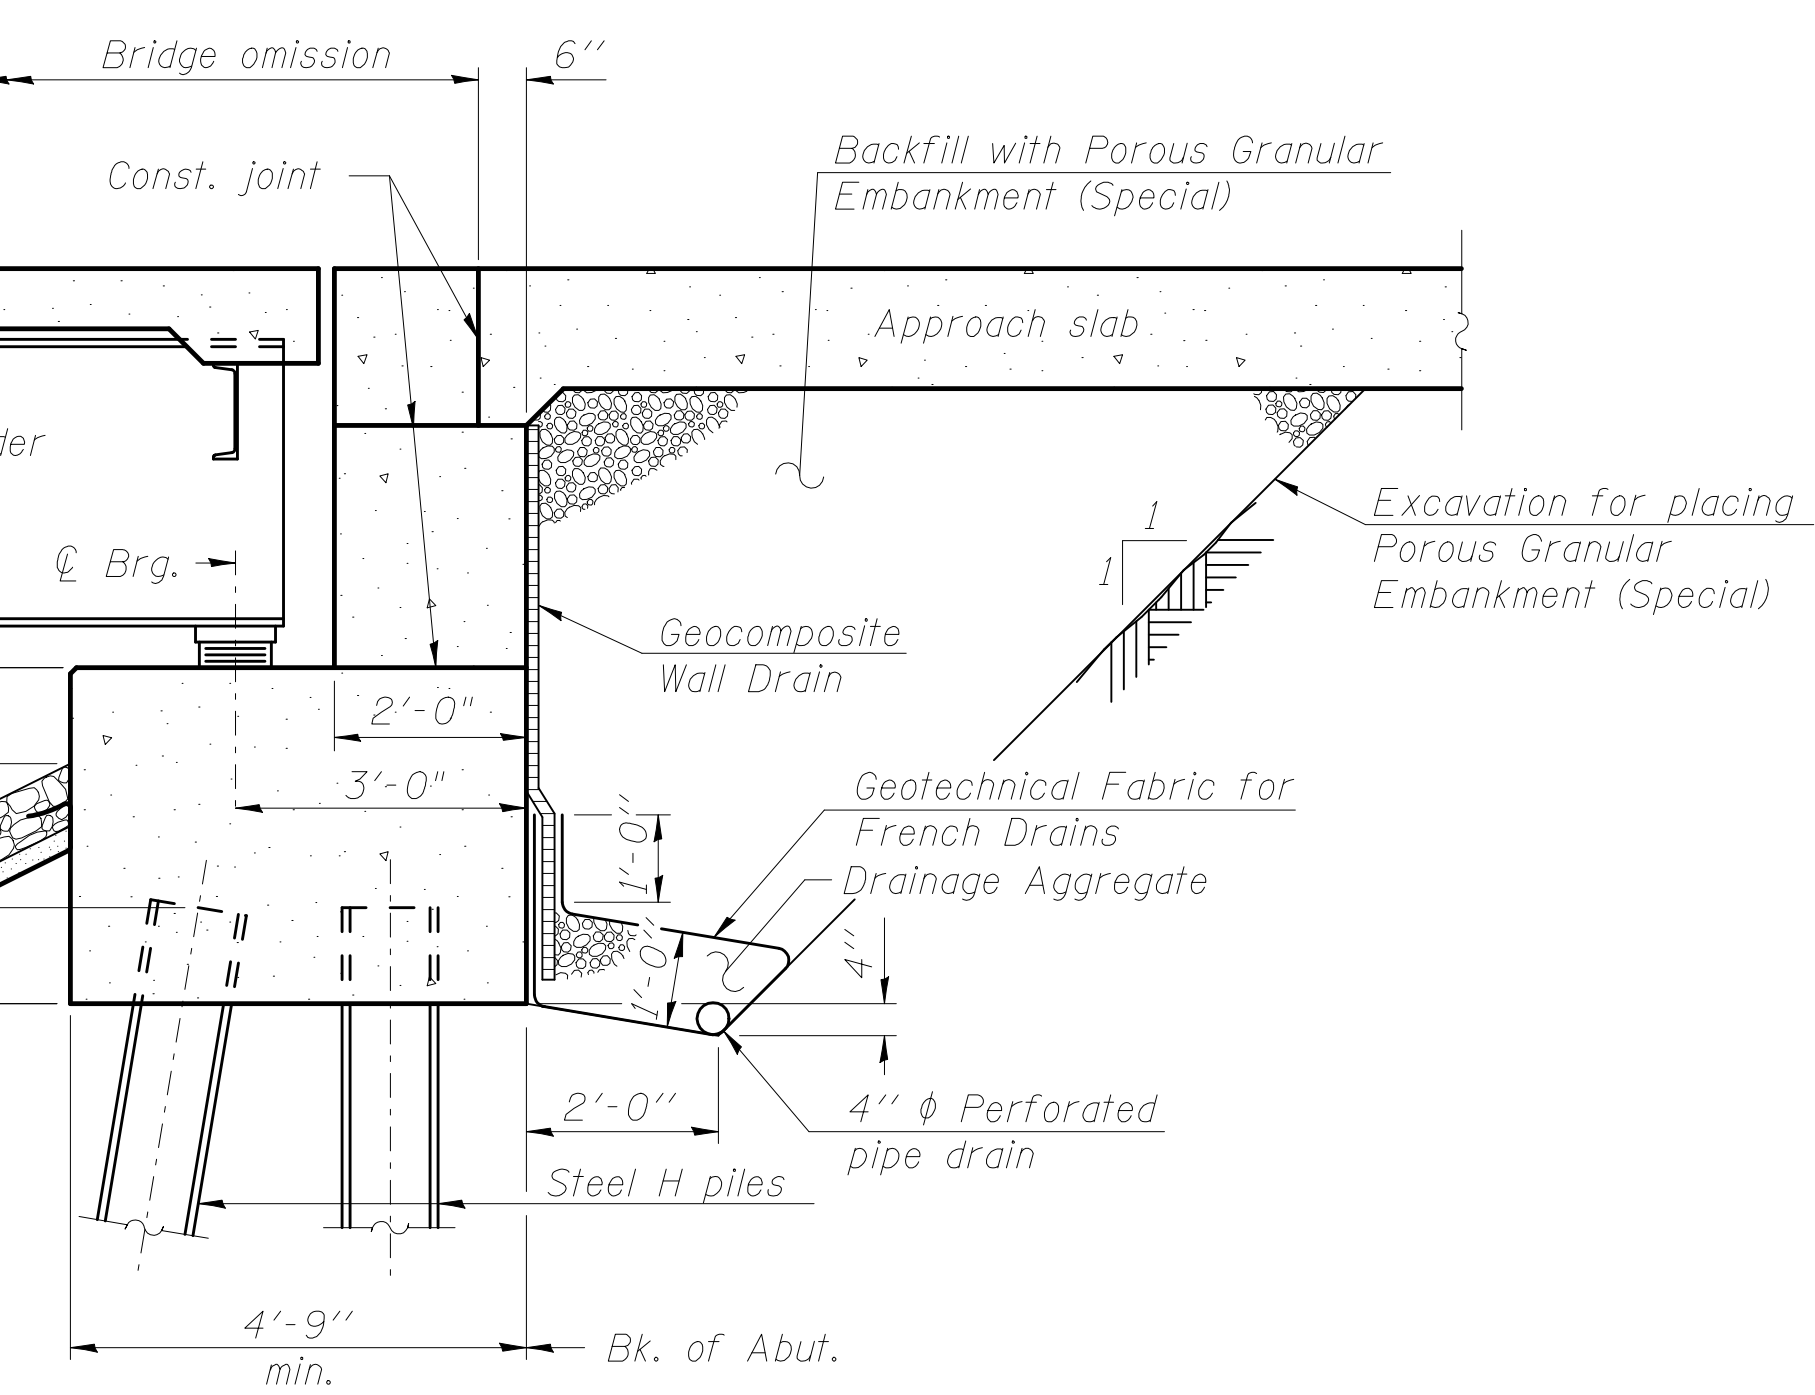 Bridge omission
6''
Const. joint
Backfill with Porous Granular
Embankment (Special)
Approach slab
der
℄ Brg.
1
1
Excavation for placing
Porous Granular
Embankment (Special)
Geocomposite
Wall Drain
2'-0"
3'-0"
1'-0''
Geotechnical Fabric for
French Drains
Drainage Aggregate
1'-0''
4''
2'-0''
4'' ϕ Perforated
pipe drain
Steel H piles
4'-9''
min.
Bk. of Abut.